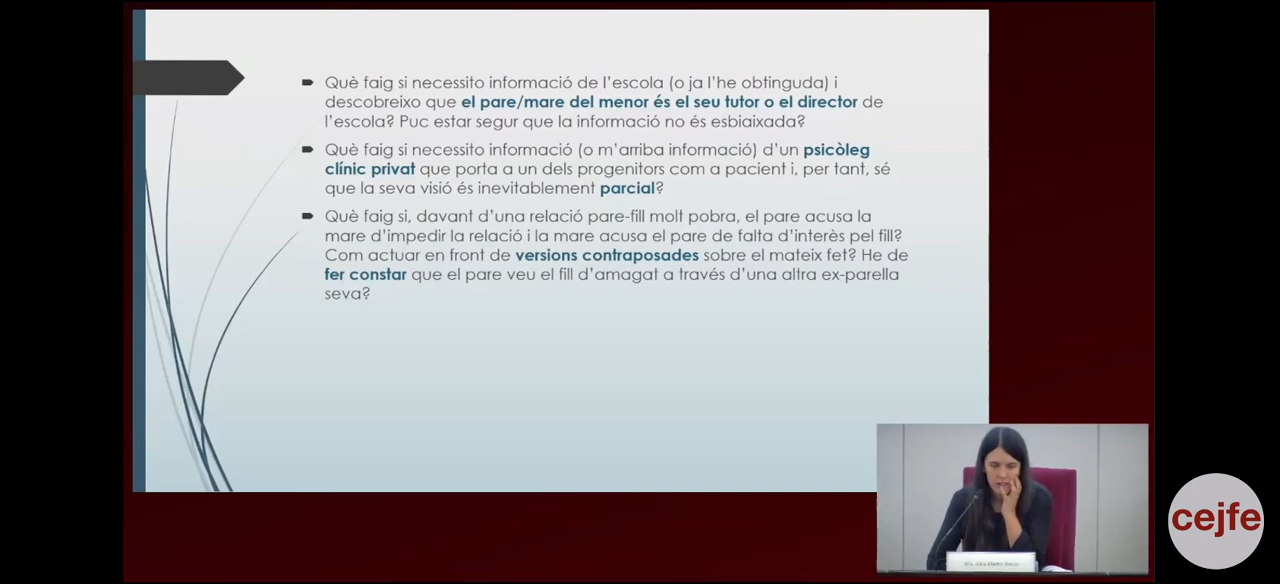 Què faig si necessito informació de l'escola (o ja l'he obtinguda) i
descobreixo que el pare/mare del menor és el seu tutor o el director de
l'escola? Puc estar segur que la informació no és esbiaixada?
Què faig si necessito informació (o m'arriba informació) d'un psicòleg
clínic privat que porta a un dels progenitors com a pacient i, per tant, sé
que la seva visió és inevitablement parcial?
Què faig si, davant d'una relació pare-fill molt pobra, el pare acusa la
mare d'impedir la relació i la mare acusa el pare de falta d'interès pel fill?
Com actuar en front de versions contraposades sobre el mateix fet? He de
fer constar que el pare veu el fill d'amagat a través d'una altra ex-parella
seva?
cejfe